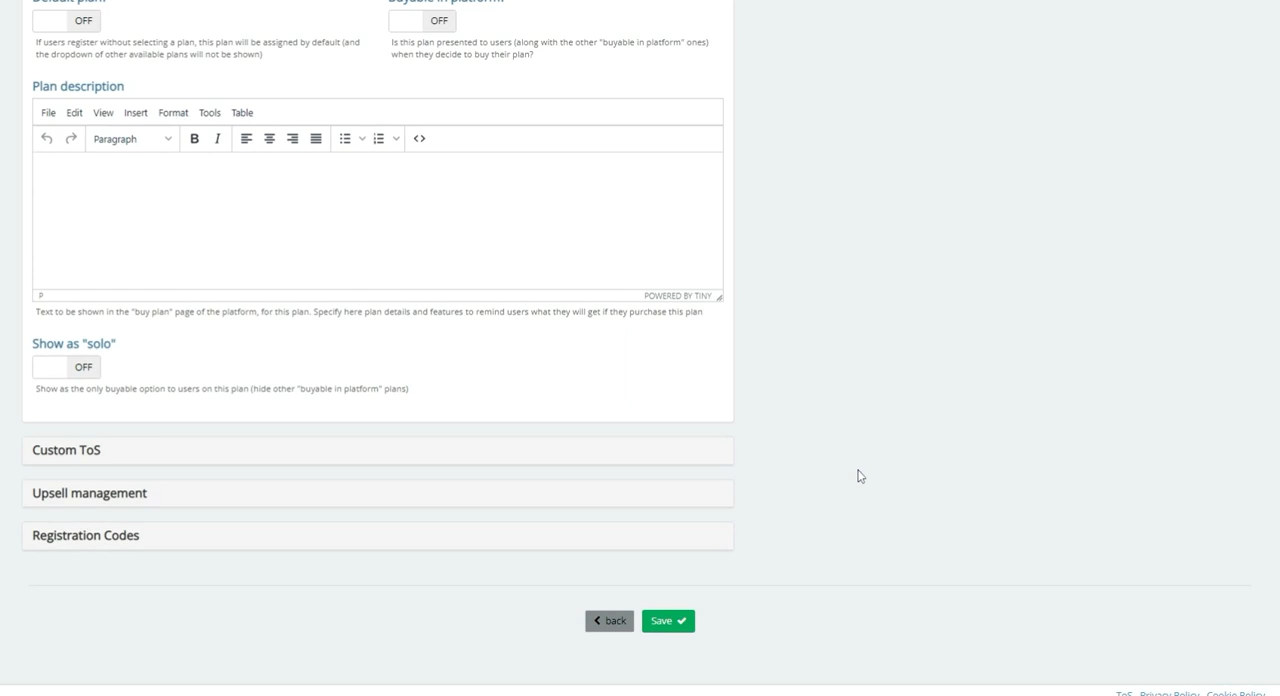 Default plan? Buyable in platform?
OFF OFF
If users register without selecting a plan, this plan will be assigned by default (and
the dropdown of other available plans will not be shown)
Is this plan presented to users (along with the other "buyable in platform" ones)
when they decide to buy their plan?
Plan description
File Edit View Insert Format Tools Table
Paragraph B I
P POWERED BY TINY
Text to be shown in the "buy plan" page of the platform, for this plan. Specify here plan details and features to remind users what they will get if they purchase this plan
Show as "solo"
OFF
Show as the only buyable option to users on this plan (hide other "buyable in platform" plans)
Custom ToS
Upsell management
Registration Codes
back Save
ToS Privacy Policy Cookie Policy